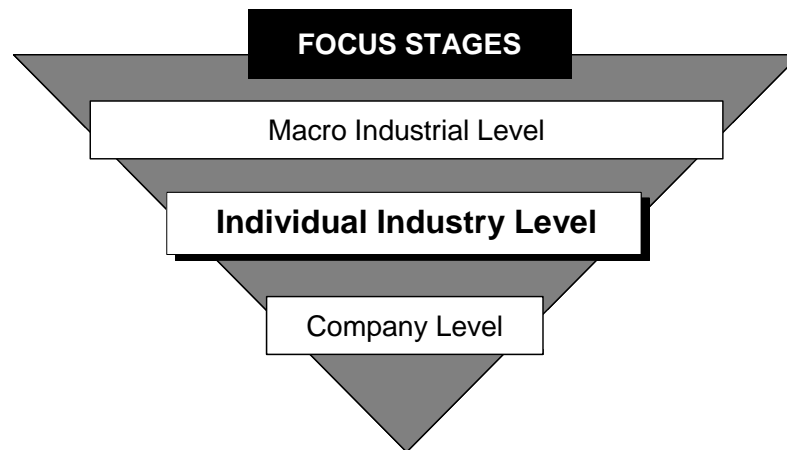 FOCUS STAGES
Macro Industrial Level
Individual Industry Level
Company Level